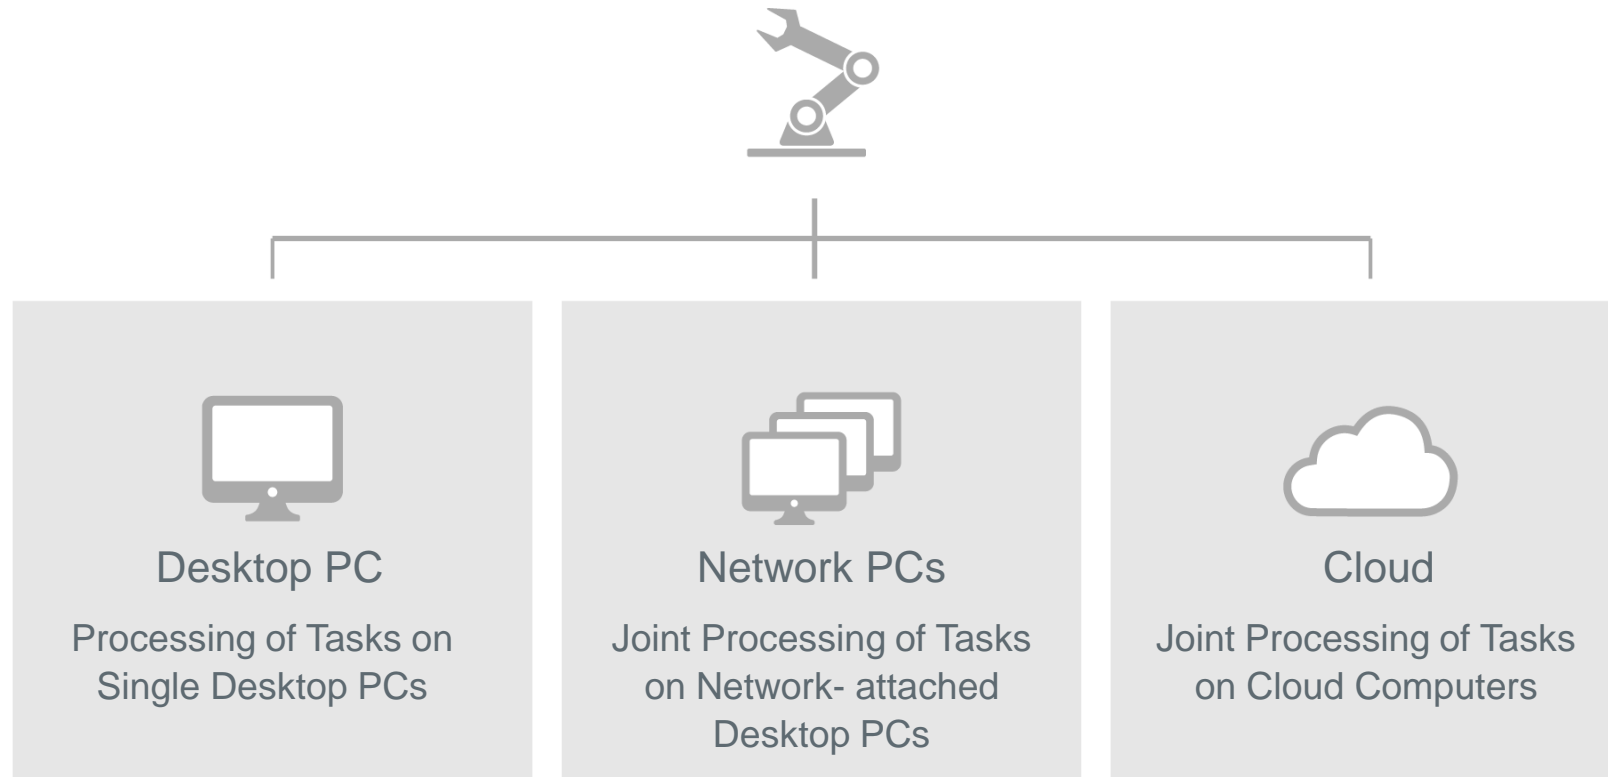 Desktop PC
Processing of Tasks on
Single Desktop PCs
Network PCs
Joint Processing of Tasks
on Network- attached
Desktop PCs
Cloud
Joint Processing of Tasks
on Cloud Computers